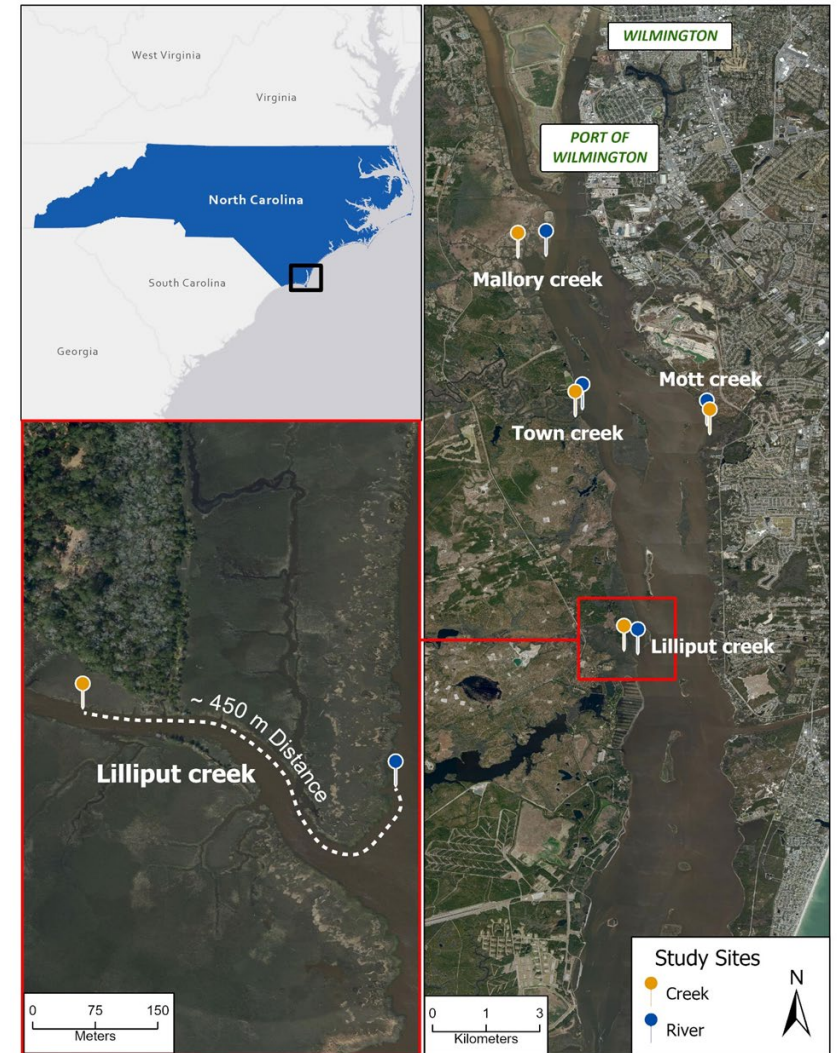 West Virginia
Virginia
North Carolina
South Carolina
Georgia
WILMINGTON
PORT OF
WILMINGTON
Mallory creek
Mott creek
Town creek
Lilliput creek
~ 450 m Distance
Lilliput creek
0 75 150
Meters
0 1 3
Kilometers
Study Sites
Creek
River
N